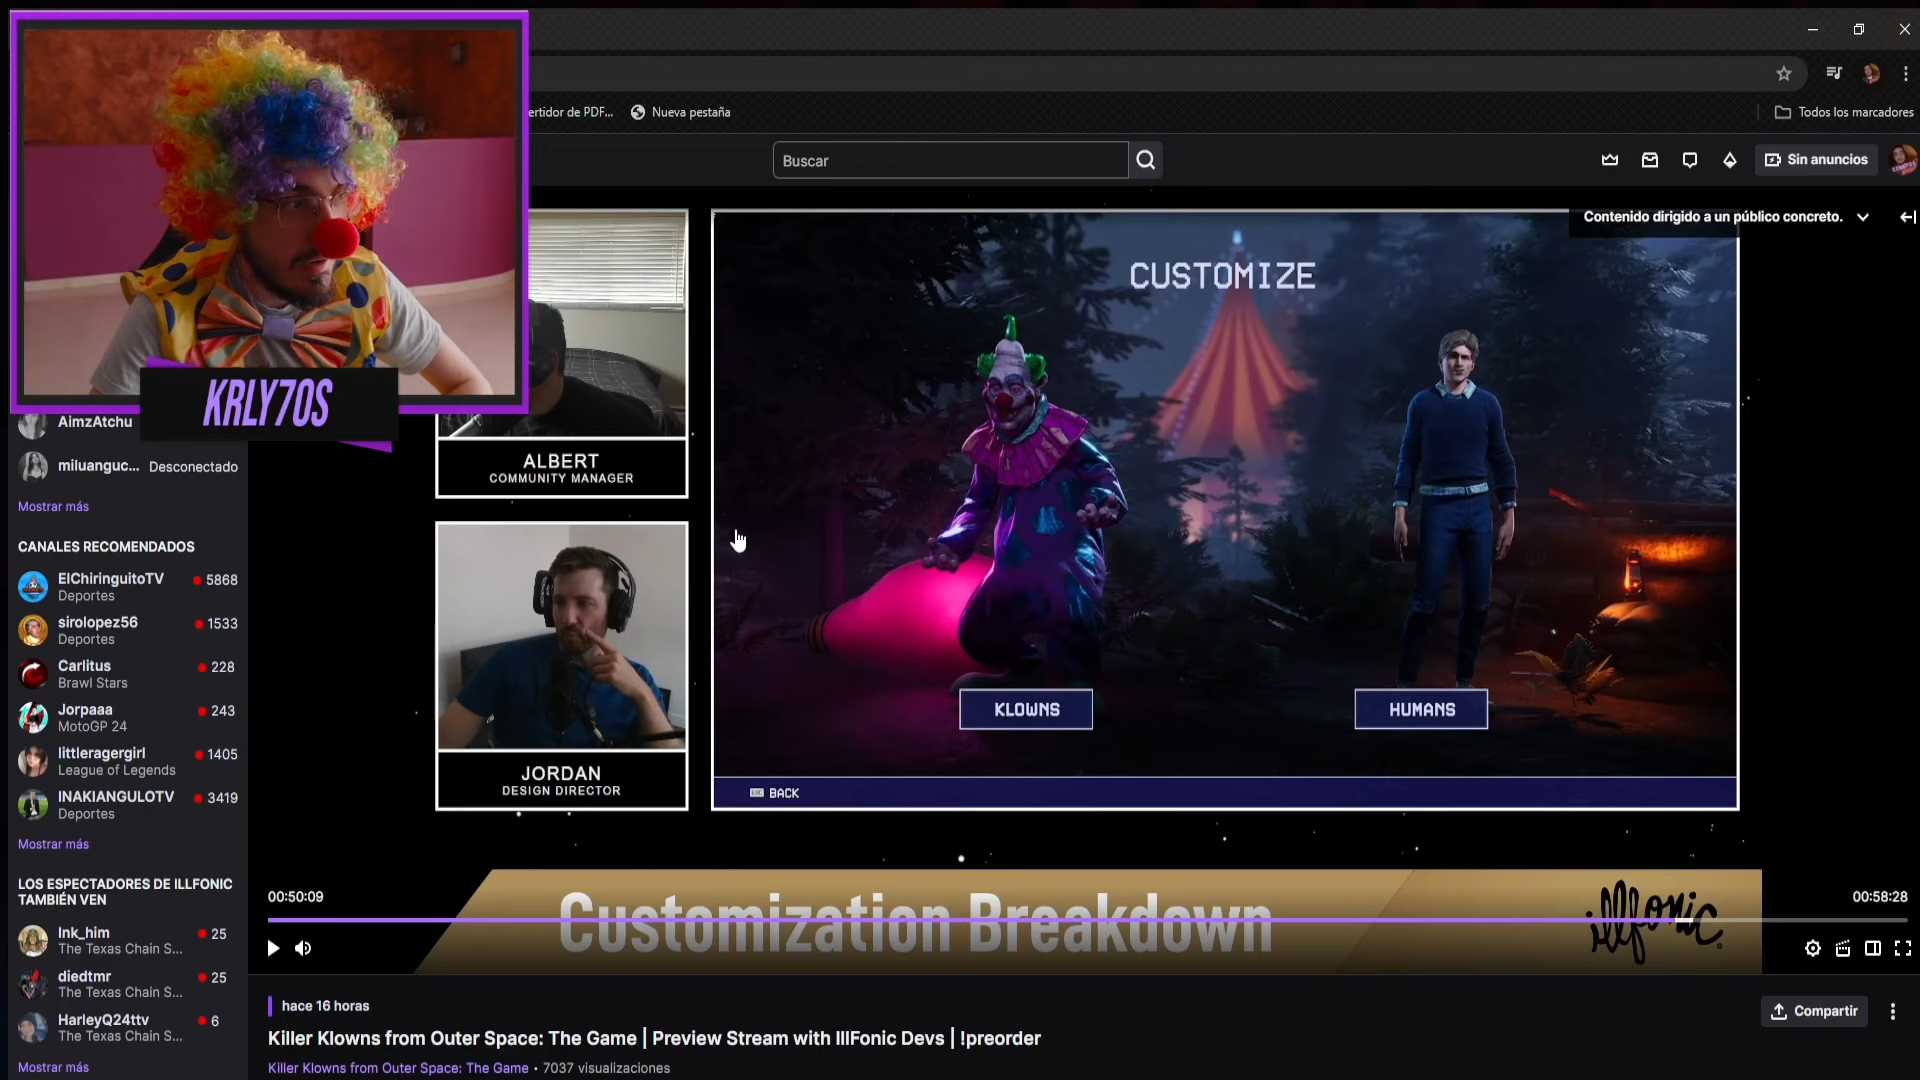 ertidor de PDF...
Nueva pestaña
Todos los marcadores
Buscar
Sin anuncios
Contenido dirigido a un público concreto.
CUSTOMIZE
KRLY70S
AimzAtchu
miluanguc... Desconectado
Mostrar más
ALBERT
COMMUNITY MANAGER
CANALES RECOMENDADOS
ElChiringuitoTV 5868
Deportes
sirolopez56 1533
Deportes
Carlitus 228
Brawl Stars
Jorpaaa 243
MotoGP 24
littleragergirl 1405
League of Legends
INAKIANGULOTV 3419
Deportes
Mostrar más
KLOWNS
HUMANS
JORDAN
DESIGN DIRECTOR
BACK
LOS ESPECTADORES DE ILLFONIC
TAMBIÉN VEN
Ink_him 25
The Texas Chain S...
diedtmr 25
The Texas Chain S...
HarleyQ24ttv 6
The Texas Chain S...
Mostrar más
00:50:09
00:58:28
Customization Breakdown
illfonic
hace 16 horas
Compartir
Killer Klowns from Outer Space: The Game | Preview Stream with IllFonic Devs | !preorder
Killer Klowns from Outer Space: The Game • 7037 visualizaciones